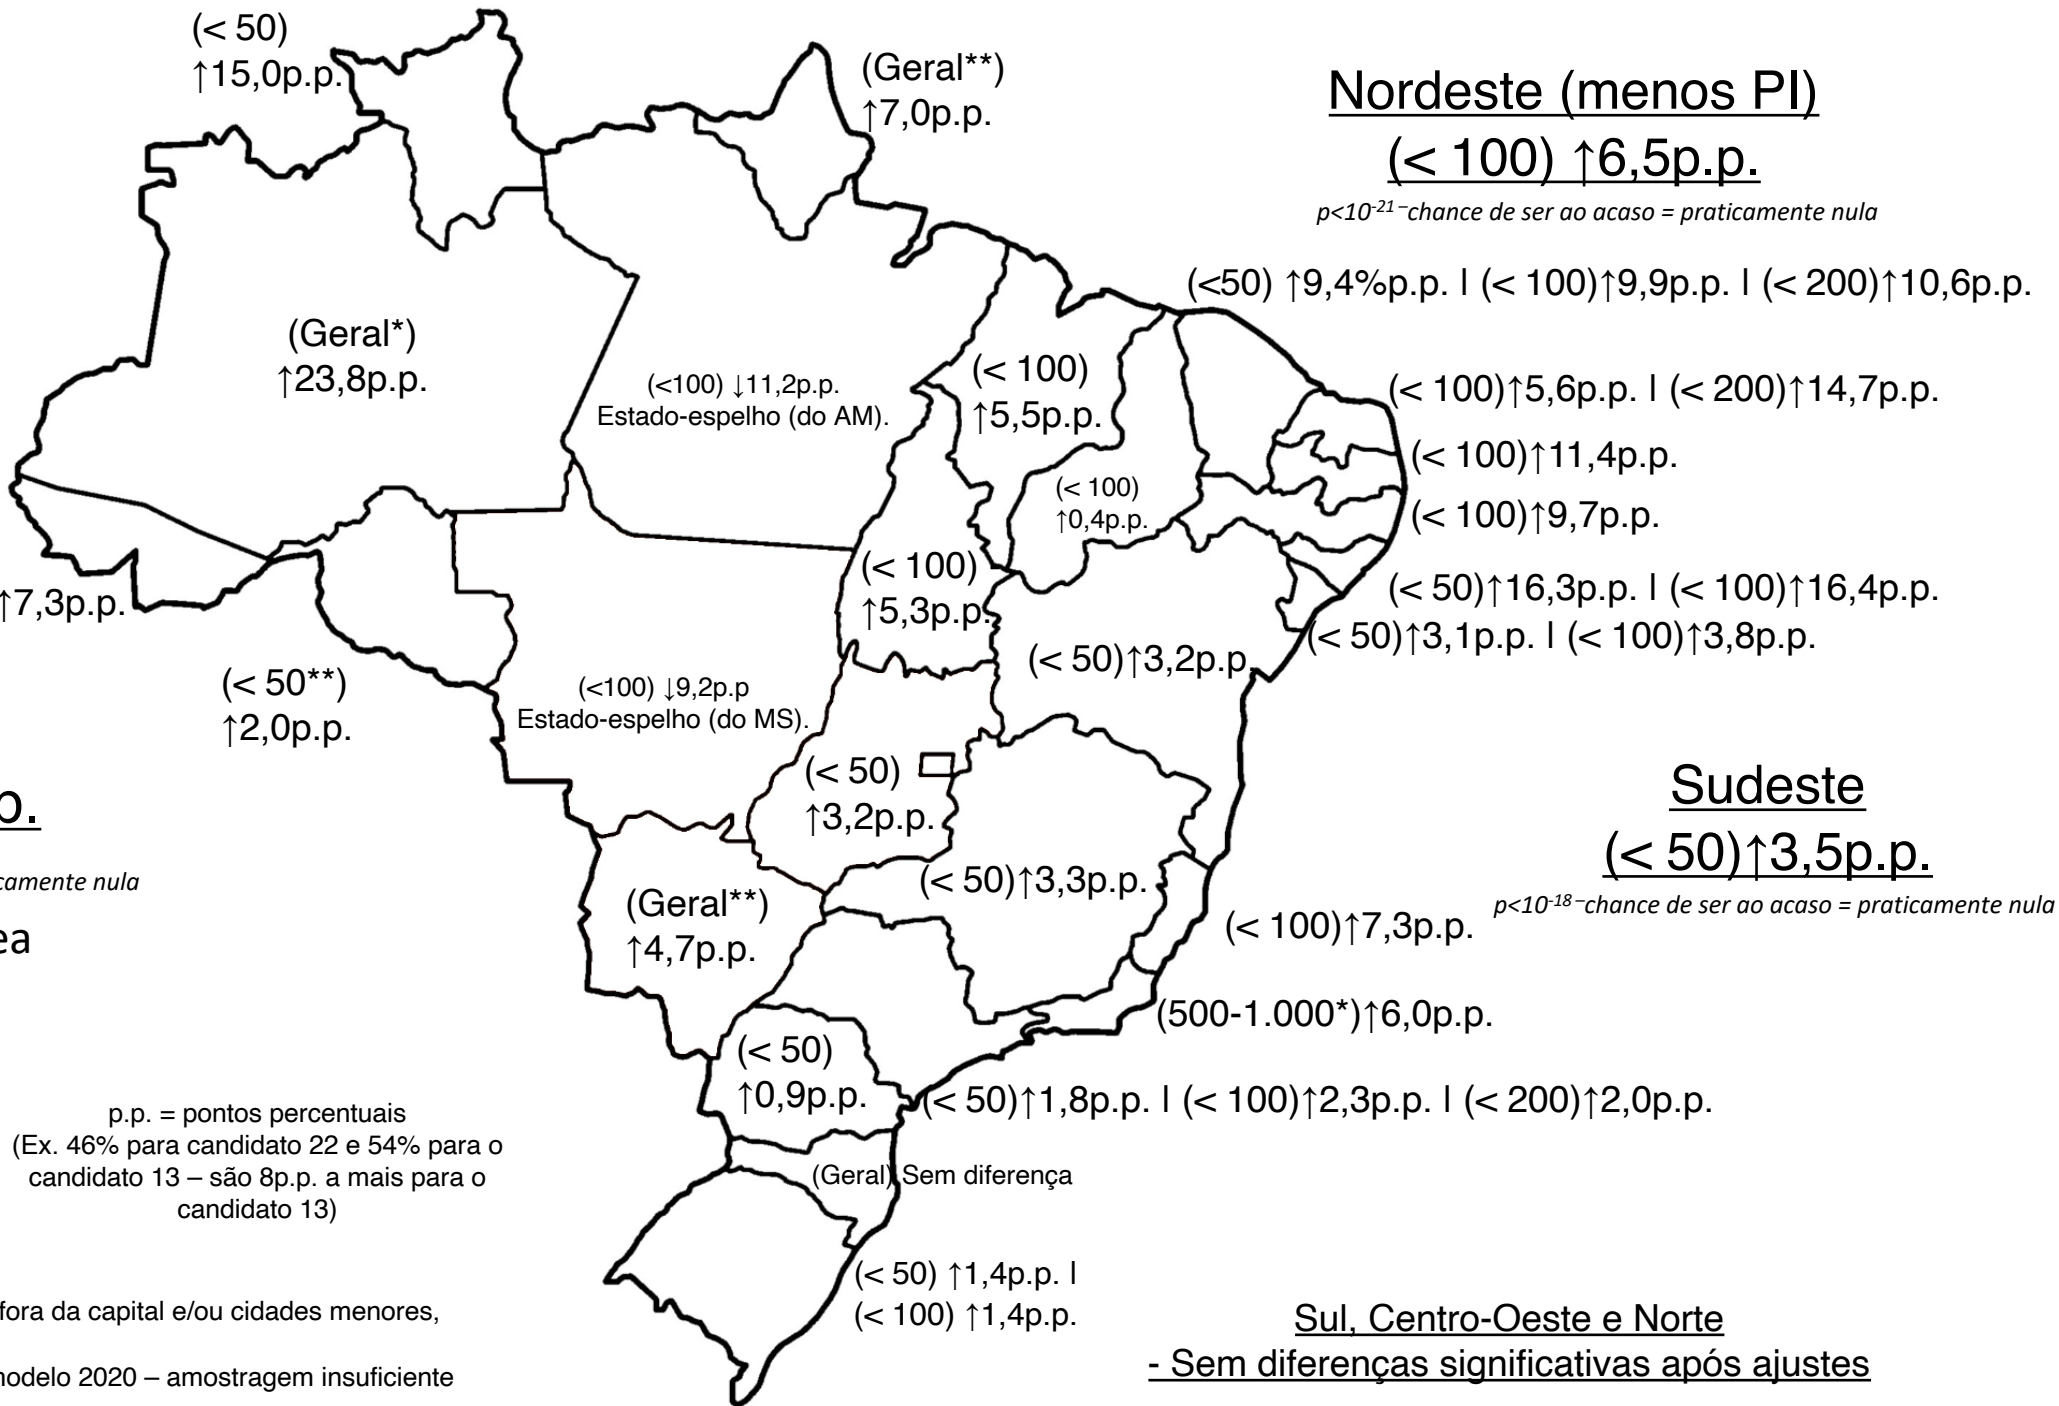 (< 50)
↑15,0p.p.
(Geral**)
↑7,0p.p.
Nordeste (menos PI)
(< 100) ↑6,5p.p.
p<10⁻²¹–chance de ser ao acaso = praticamente nula
(<50) ↑9,4%p.p. l (< 100)↑9,9p.p. l (< 200)↑10,6p.p.
(Geral*)
↑23,8p.p.
(<100) ↓11,2p.p.
Estado-espelho (do AM).
(< 100)
↑5,5p.p.
(< 100)↑5,6p.p. l (< 200)↑14,7p.p.
(< 100)↑11,4p.p.
(< 100)
↑0,4p.p.
(< 100)↑9,7p.p.
(< 100)
↑5,3p.p.
(< 50)↑16,3p.p. l (< 100)↑16,4p.p.
↑7,3p.p.
(< 50)↑3,1p.p. l (< 100)↑3,8p.p.
(< 50)↑3,2p.p.
(< 50**)
↑2,0p.p.
(<100) ↓9,2p.p
Estado-espelho (do MS).
(< 50)
↑3,2p.p.
Sudeste
(< 50)↑3,5p.p.
p<10⁻¹⁸–chance de ser ao acaso = praticamente nula
p.
camente nula
ea
(< 50)↑3,3p.p.
(Geral**)
↑4,7p.p.
(< 100)↑7,3p.p.
(500-1.000*)↑6,0p.p.
(< 50)
↑0,9p.p.
(< 50)↑1,8p.p. l (< 100)↑2,3p.p. l (< 200)↑2,0p.p.
p.p. = pontos percentuais
(Ex. 46% para candidato 22 e 54% para o
candidato 13 – são 8p.p. a mais para o
candidato 13)
(Geral) Sem diferença
(< 50) ↑1,4p.p. l
(< 100) ↑1,4p.p.
fora da capital e/ou cidades menores,
modelo 2020 – amostragem insuficiente
Sul, Centro-Oeste e Norte
- Sem diferenças significativas após ajustes